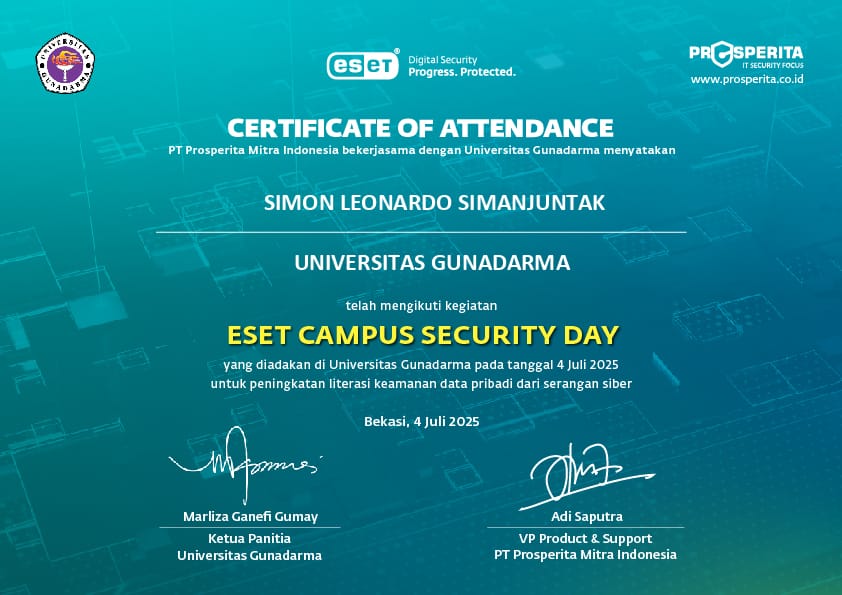 UNIVERSITAS GUNADARMA
eset® Digital Security
Progress. Protected.
PROSPERITA
IT SECURITY FOCUS
www.prosperita.co.id
CERTIFICATE OF ATTENDANCE
PT Prosperita Mitra Indonesia bekerjasama dengan Universitas Gunadarma menyatakan
SIMON LEONARDO SIMANJUNTAK
UNIVERSITAS GUNADARMA
telah mengikuti kegiatan
ESET CAMPUS SECURITY DAY
yang diadakan di Universitas Gunadarma pada tanggal 4 Juli 2025
untuk peningkatan literasi keamanan data pribadi dari serangan siber
Bekasi, 4 Juli 2025
Marliza Ganefi Gumay
Ketua Panitia
Universitas Gunadarma
Adi Saputra
VP Product & Support
PT Prosperita Mitra Indonesia